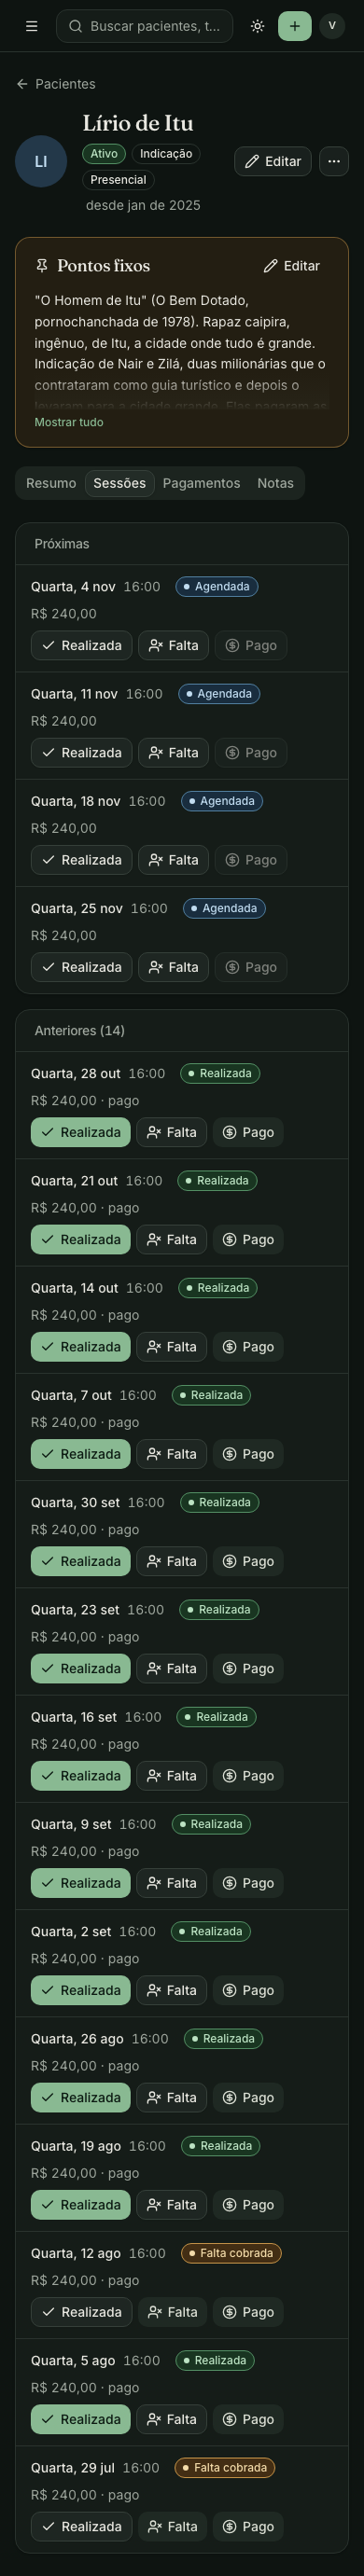 Buscar pacientes, t...
V
Pacientes
LI
Lírio de Itu
Ativo
Indicação
Presencial
desde jan de 2025
Editar
Pontos fixos
Editar
"O Homem de Itu" (O Bem Dotado,
pornochanchada de 1978). Rapaz caipira,
ingênuo, de Itu, a cidade onde tudo é grande.
Indicação de Nair e Zilá, duas milionárias que o
contrataram como guia turístico e depois o
levaram para a cidade grande. Elas pagaram as
Mostrar tudo
Resumo Sessões Pagamentos Notas
Próximas
Quarta, 4 nov 16:00 Agendada
R$ 240,00
Realizada Falta Pago
Quarta, 11 nov 16:00 Agendada
R$ 240,00
Realizada Falta Pago
Quarta, 18 nov 16:00 Agendada
R$ 240,00
Realizada Falta Pago
Quarta, 25 nov 16:00 Agendada
R$ 240,00
Realizada Falta Pago
Anteriores (14)
Quarta, 28 out 16:00 Realizada
R$ 240,00 · pago
Realizada Falta Pago
Quarta, 21 out 16:00 Realizada
R$ 240,00 · pago
Realizada Falta Pago
Quarta, 14 out 16:00 Realizada
R$ 240,00 · pago
Realizada Falta Pago
Quarta, 7 out 16:00 Realizada
R$ 240,00 · pago
Realizada Falta Pago
Quarta, 30 set 16:00 Realizada
R$ 240,00 · pago
Realizada Falta Pago
Quarta, 23 set 16:00 Realizada
R$ 240,00 · pago
Realizada Falta Pago
Quarta, 16 set 16:00 Realizada
R$ 240,00 · pago
Realizada Falta Pago
Quarta, 9 set 16:00 Realizada
R$ 240,00 · pago
Realizada Falta Pago
Quarta, 2 set 16:00 Realizada
R$ 240,00 · pago
Realizada Falta Pago
Quarta, 26 ago 16:00 Realizada
R$ 240,00 · pago
Realizada Falta Pago
Quarta, 19 ago 16:00 Realizada
R$ 240,00 · pago
Realizada Falta Pago
Quarta, 12 ago 16:00 Falta cobrada
R$ 240,00 · pago
Realizada Falta Pago
Quarta, 5 ago 16:00 Realizada
R$ 240,00 · pago
Realizada Falta Pago
Quarta, 29 jul 16:00 Falta cobrada
R$ 240,00 · pago
Realizada Falta Pago